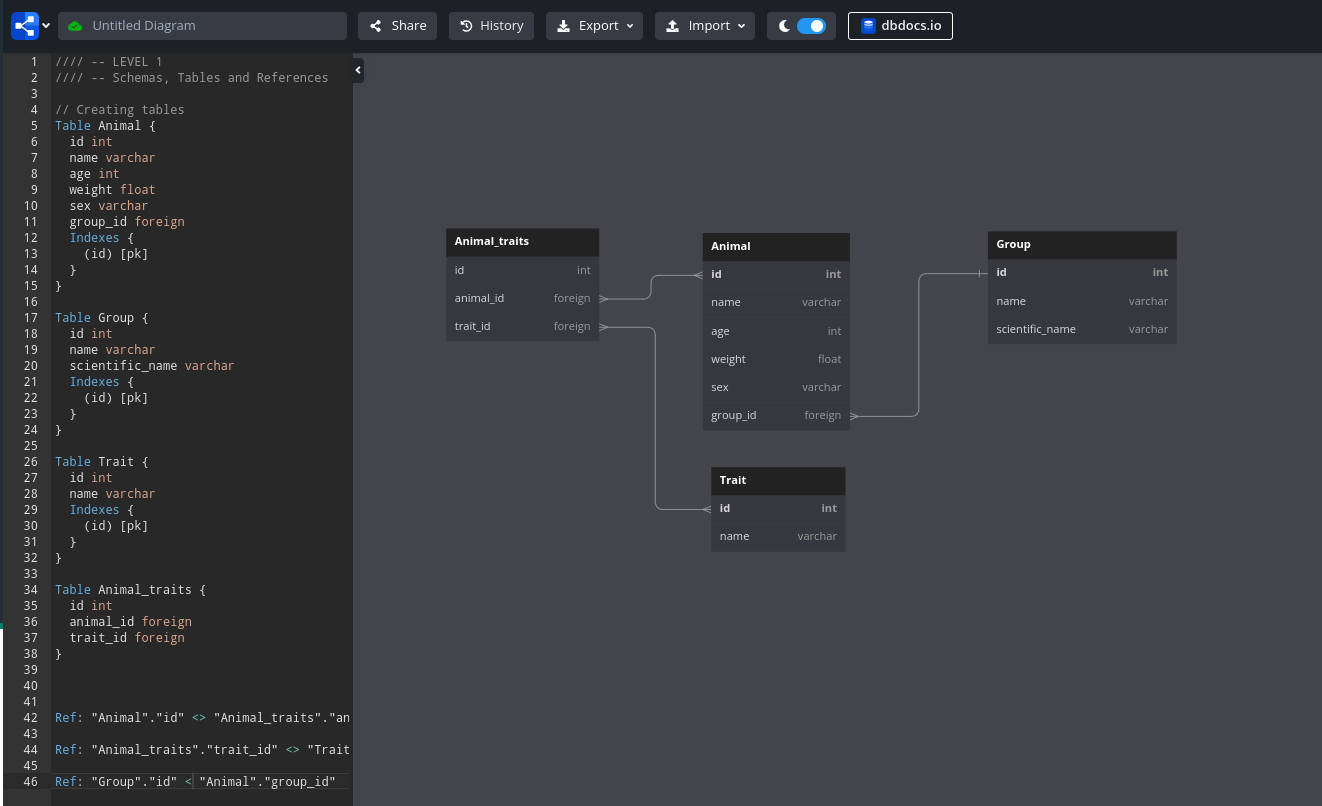 Untitled Diagram
Share
History
Export
Import
dbdocs.io
1 //// -- LEVEL 1
2 //// -- Schemas, Tables and References
3
4 // Creating tables
5 Table Animal {
6 id int
7 name varchar
8 age int
9 weight float
10 sex varchar
11 group_id foreign
12 Indexes {
13 (id) [pk]
14 }
15 }
16
17 Table Group {
18 id int
19 name varchar
20 scientific_name varchar
21 Indexes {
22 (id) [pk]
23 }
24 }
25
26 Table Trait {
27 id int
28 name varchar
29 Indexes {
30 (id) [pk]
31 }
32 }
33
34 Table Animal_traits {
35 id int
36 animal_id foreign
37 trait_id foreign
38 }
39
40
41
42 Ref: "Animal"."id" <> "Animal_traits"."an
43
44 Ref: "Animal_traits"."trait_id" <> "Trait
45
46 Ref: "Group"."id" < "Animal"."group_id"
Animal_traits
id int
animal_id foreign
trait_id foreign
Animal
id int
name varchar
age int
weight float
sex varchar
group_id foreign
Group
id int
name varchar
scientific_name varchar
Trait
id int
name varchar